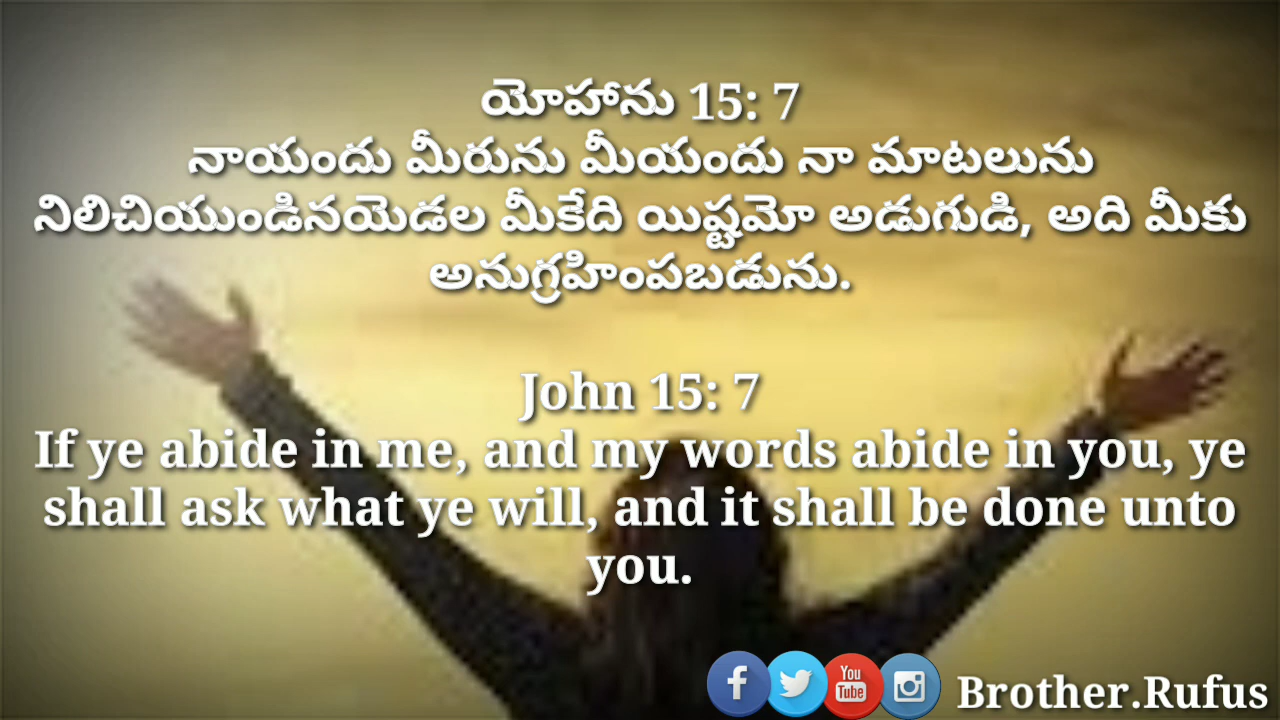 యోహాను 15: 7
నాయందు మీరును మీయందు నా మాటలును
నిలిచియుండినయెడల మీకేది యిష్టమో అడుగుడి, అది మీకు
అనుగ్రహింపబడును.
John 15: 7
If ye abide in me, and my words abide in you, ye
shall ask what ye will, and it shall be done unto
you.
You
Tube
Brother.Rufus